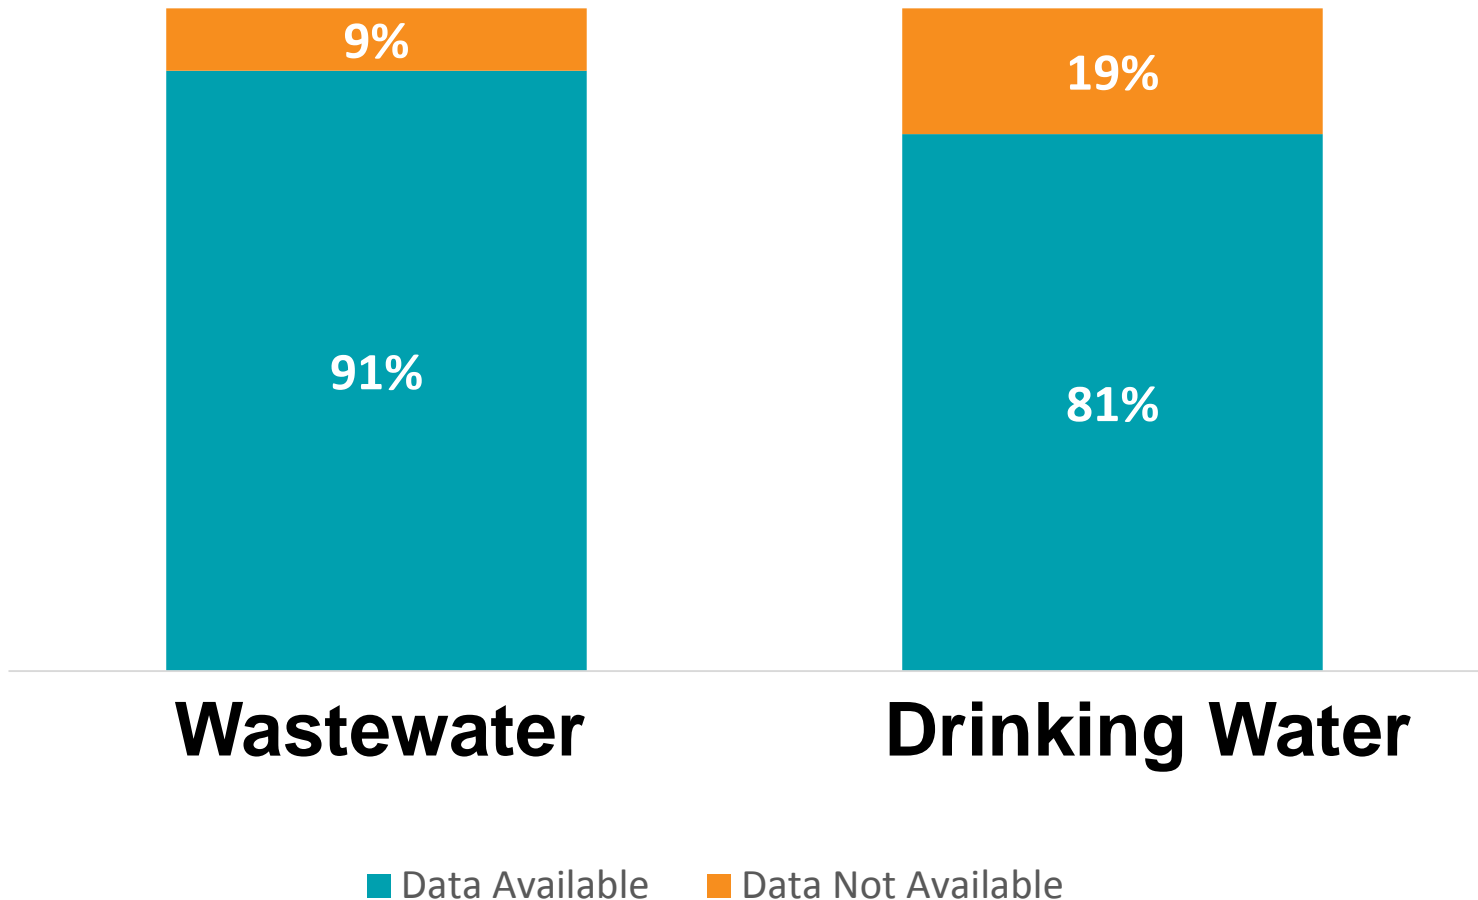 9%
19%
91%
81%
Wastewater
Drinking Water
Data Available
Data Not Available